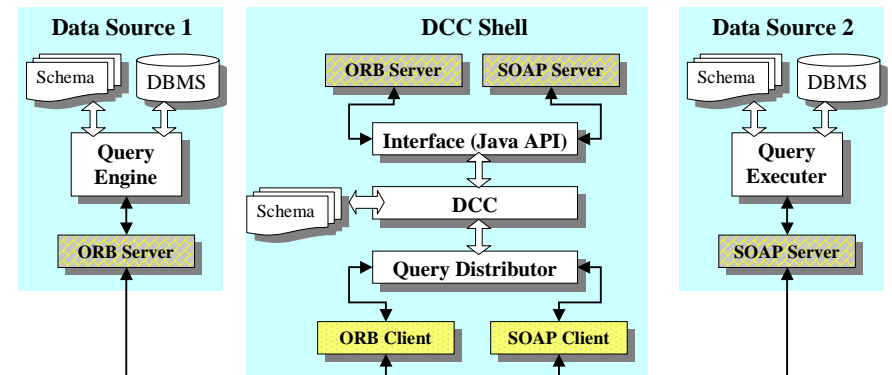 Data Source 1
Schema
DBMS
Query
Engine
ORB Server
DCC Shell
ORB Server
SOAP Server
Interface (Java API)
Schema
DCC
Query Distributor
ORB Client
SOAP Client
Data Source 2
Schema
DBMS
Query
Executer
SOAP Server